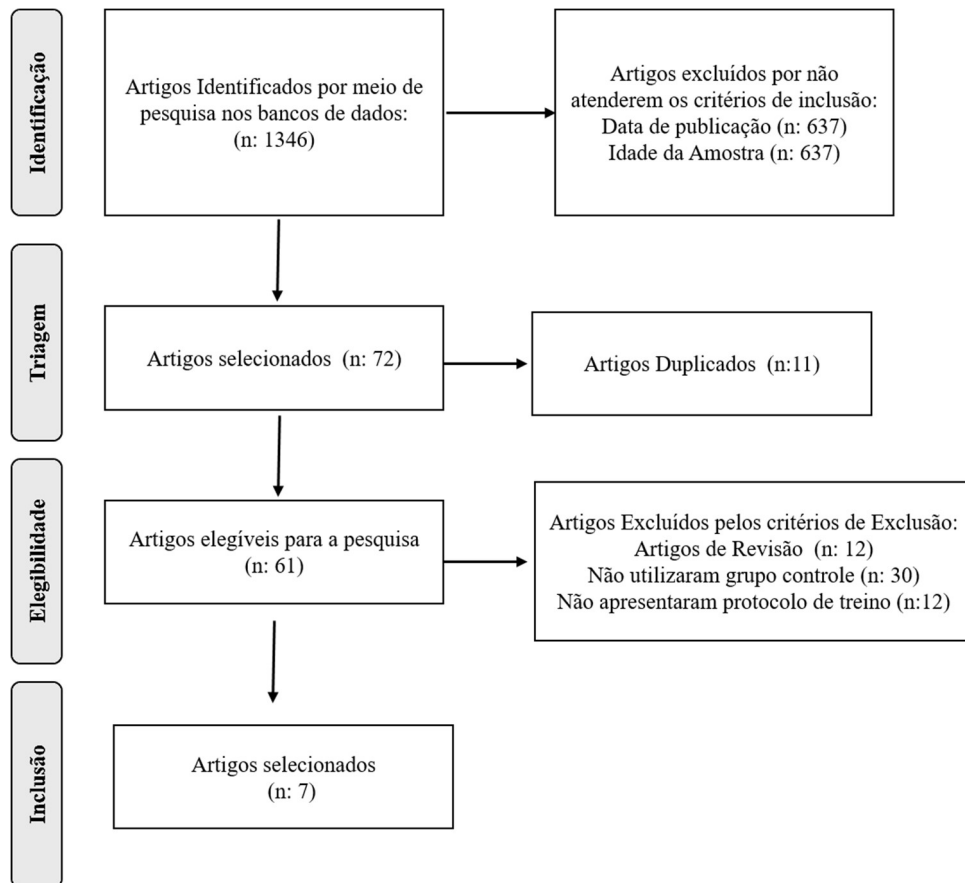 Identificação
Artigos Identificados por meio de
pesquisa nos bancos de dados:
(n: 1346)
Artigos excluídos por não
atenderem os critérios de inclusão:
Data de publicação (n: 637)
Idade da Amostra (n: 637)
Triagem
Artigos selecionados (n: 72)
Artigos Duplicados (n:11)
Elegibilidade
Artigos elegíveis para a pesquisa
(n: 61)
Artigos Excluídos pelos critérios de Exclusão:
Artigos de Revisão (n: 12)
Não utilizaram grupo controle (n: 30)
Não apresentaram protocolo de treino (n:12)
Inclusão
Artigos selecionados
(n: 7)